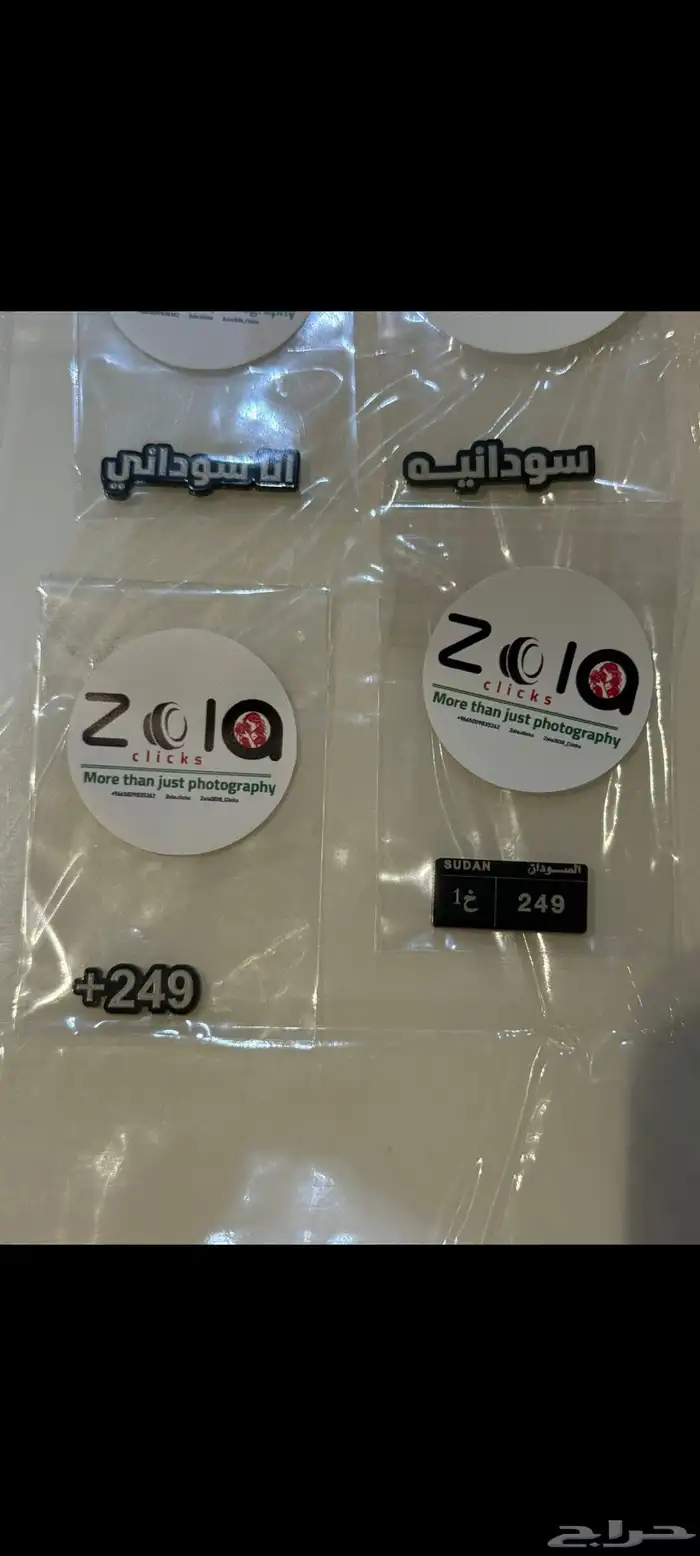 انا سوداني
سودانيه
Zola
clicks
More than just photography
Zola
clicks
More than just photography
SUDAN السودان
1خ 249
+249
حراج